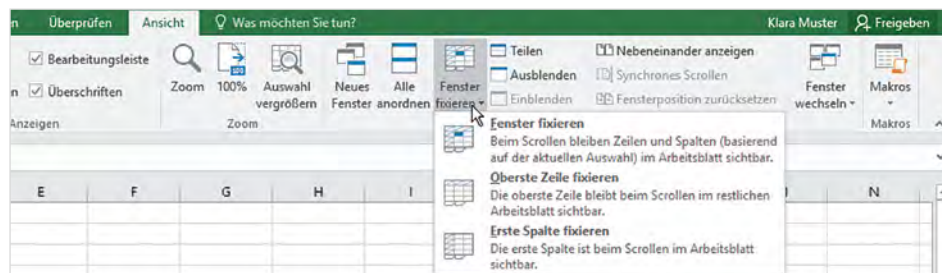 n Überprüfen Ansicht Was möchten Sie tun? Klara Muster Freigeben
Bearbeitungsleiste
n Überschriften
Anzeigen
Zoom 100% Auswahl vergrößern
Zoom
Neues Fenster
Alle anordnen
Fenster fixieren
Teilen
Ausblenden
Einblenden
Nebeneinander anzeigen
Synchrones Scrollen
Fensterposition zurücksetzen
Fenster wechseln
Makros
Makros
Fenster fixieren
Beim Scrollen bleiben Zeilen und Spalten (basierend
auf der aktuellen Auswahl) im Arbeitsblatt sichtbar.
Oberste Zeile fixieren
Die oberste Zeile bleibt beim Scrollen im restlichen
Arbeitsblatt sichtbar.
Erste Spalte fixieren
Die erste Spalte ist beim Scrollen im Arbeitsblatt
sichtbar.
E F G H I N